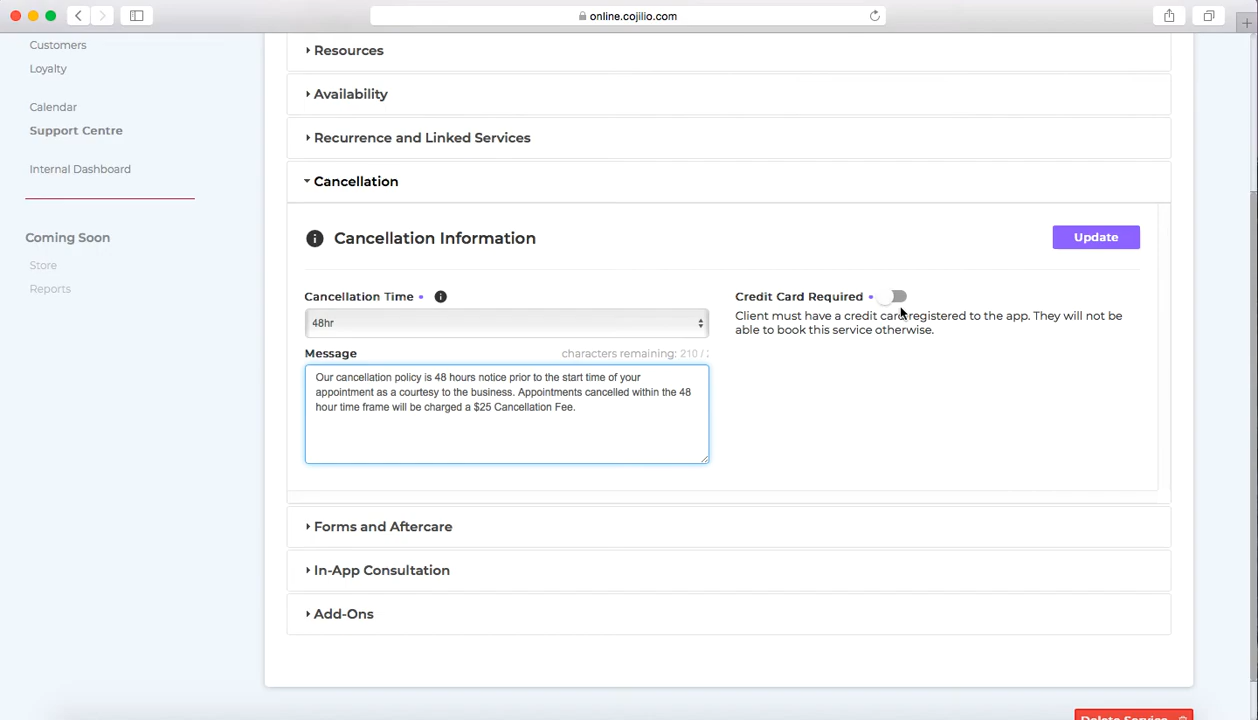 online.cojilio.com
Customers
Loyalty
Calendar
Support Centre
Internal Dashboard
Coming Soon
Store
Reports
Resources
Availability
Recurrence and Linked Services
Cancellation
Cancellation Information
Update
Cancellation Time
48hr
Message
characters remaining: 210 /
Our cancellation policy is 48 hours notice prior to the start time of your
appointment as a courtesy to the business. Appointments cancelled within the 48
hour time frame will be charged a $25 Cancellation Fee.
Credit Card Required
Client must have a credit card registered to the app. They will not be
able to book this service otherwise.
Forms and Aftercare
In-App Consultation
Add-Ons
Delete Service